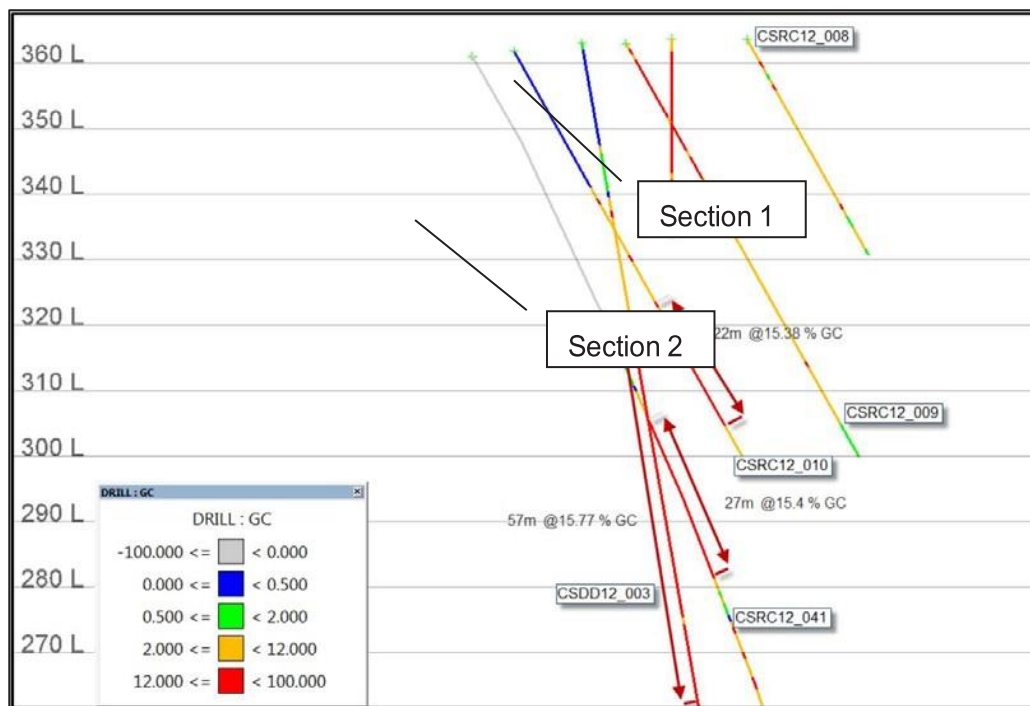 CSRC12_008
360 L
350 L
340 L
Section 1
330 L
320 L
22m @15.38 % GC
Section 2
310 L
CSRC12_009
300 L
CSRC12_010
27m @15.4 % GC
57m @15.77 % GC
290 L
280 L
CSDD12_003
CSRC12_041
270 L
DRILL : GC
DRILL : GC
-100.000 <= < 0.000
0.000 <= < 0.500
0.500 <= < 2.000
2.000 <= < 12.000
12.000 <= < 100.000